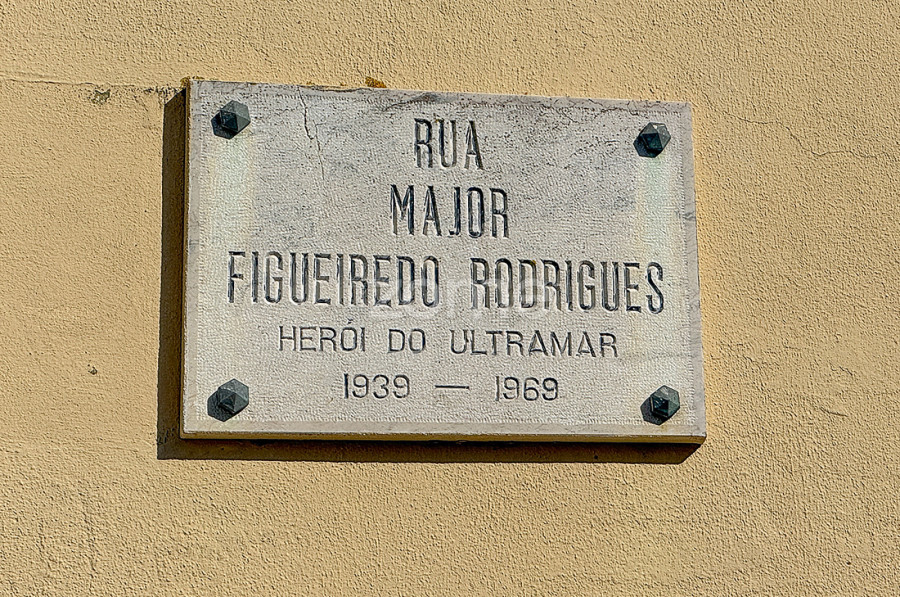 RUA
MAJOR
FIGUEIREDO RODRIGUES
HERÓI DO ULTRAMAR
1939 — 1969